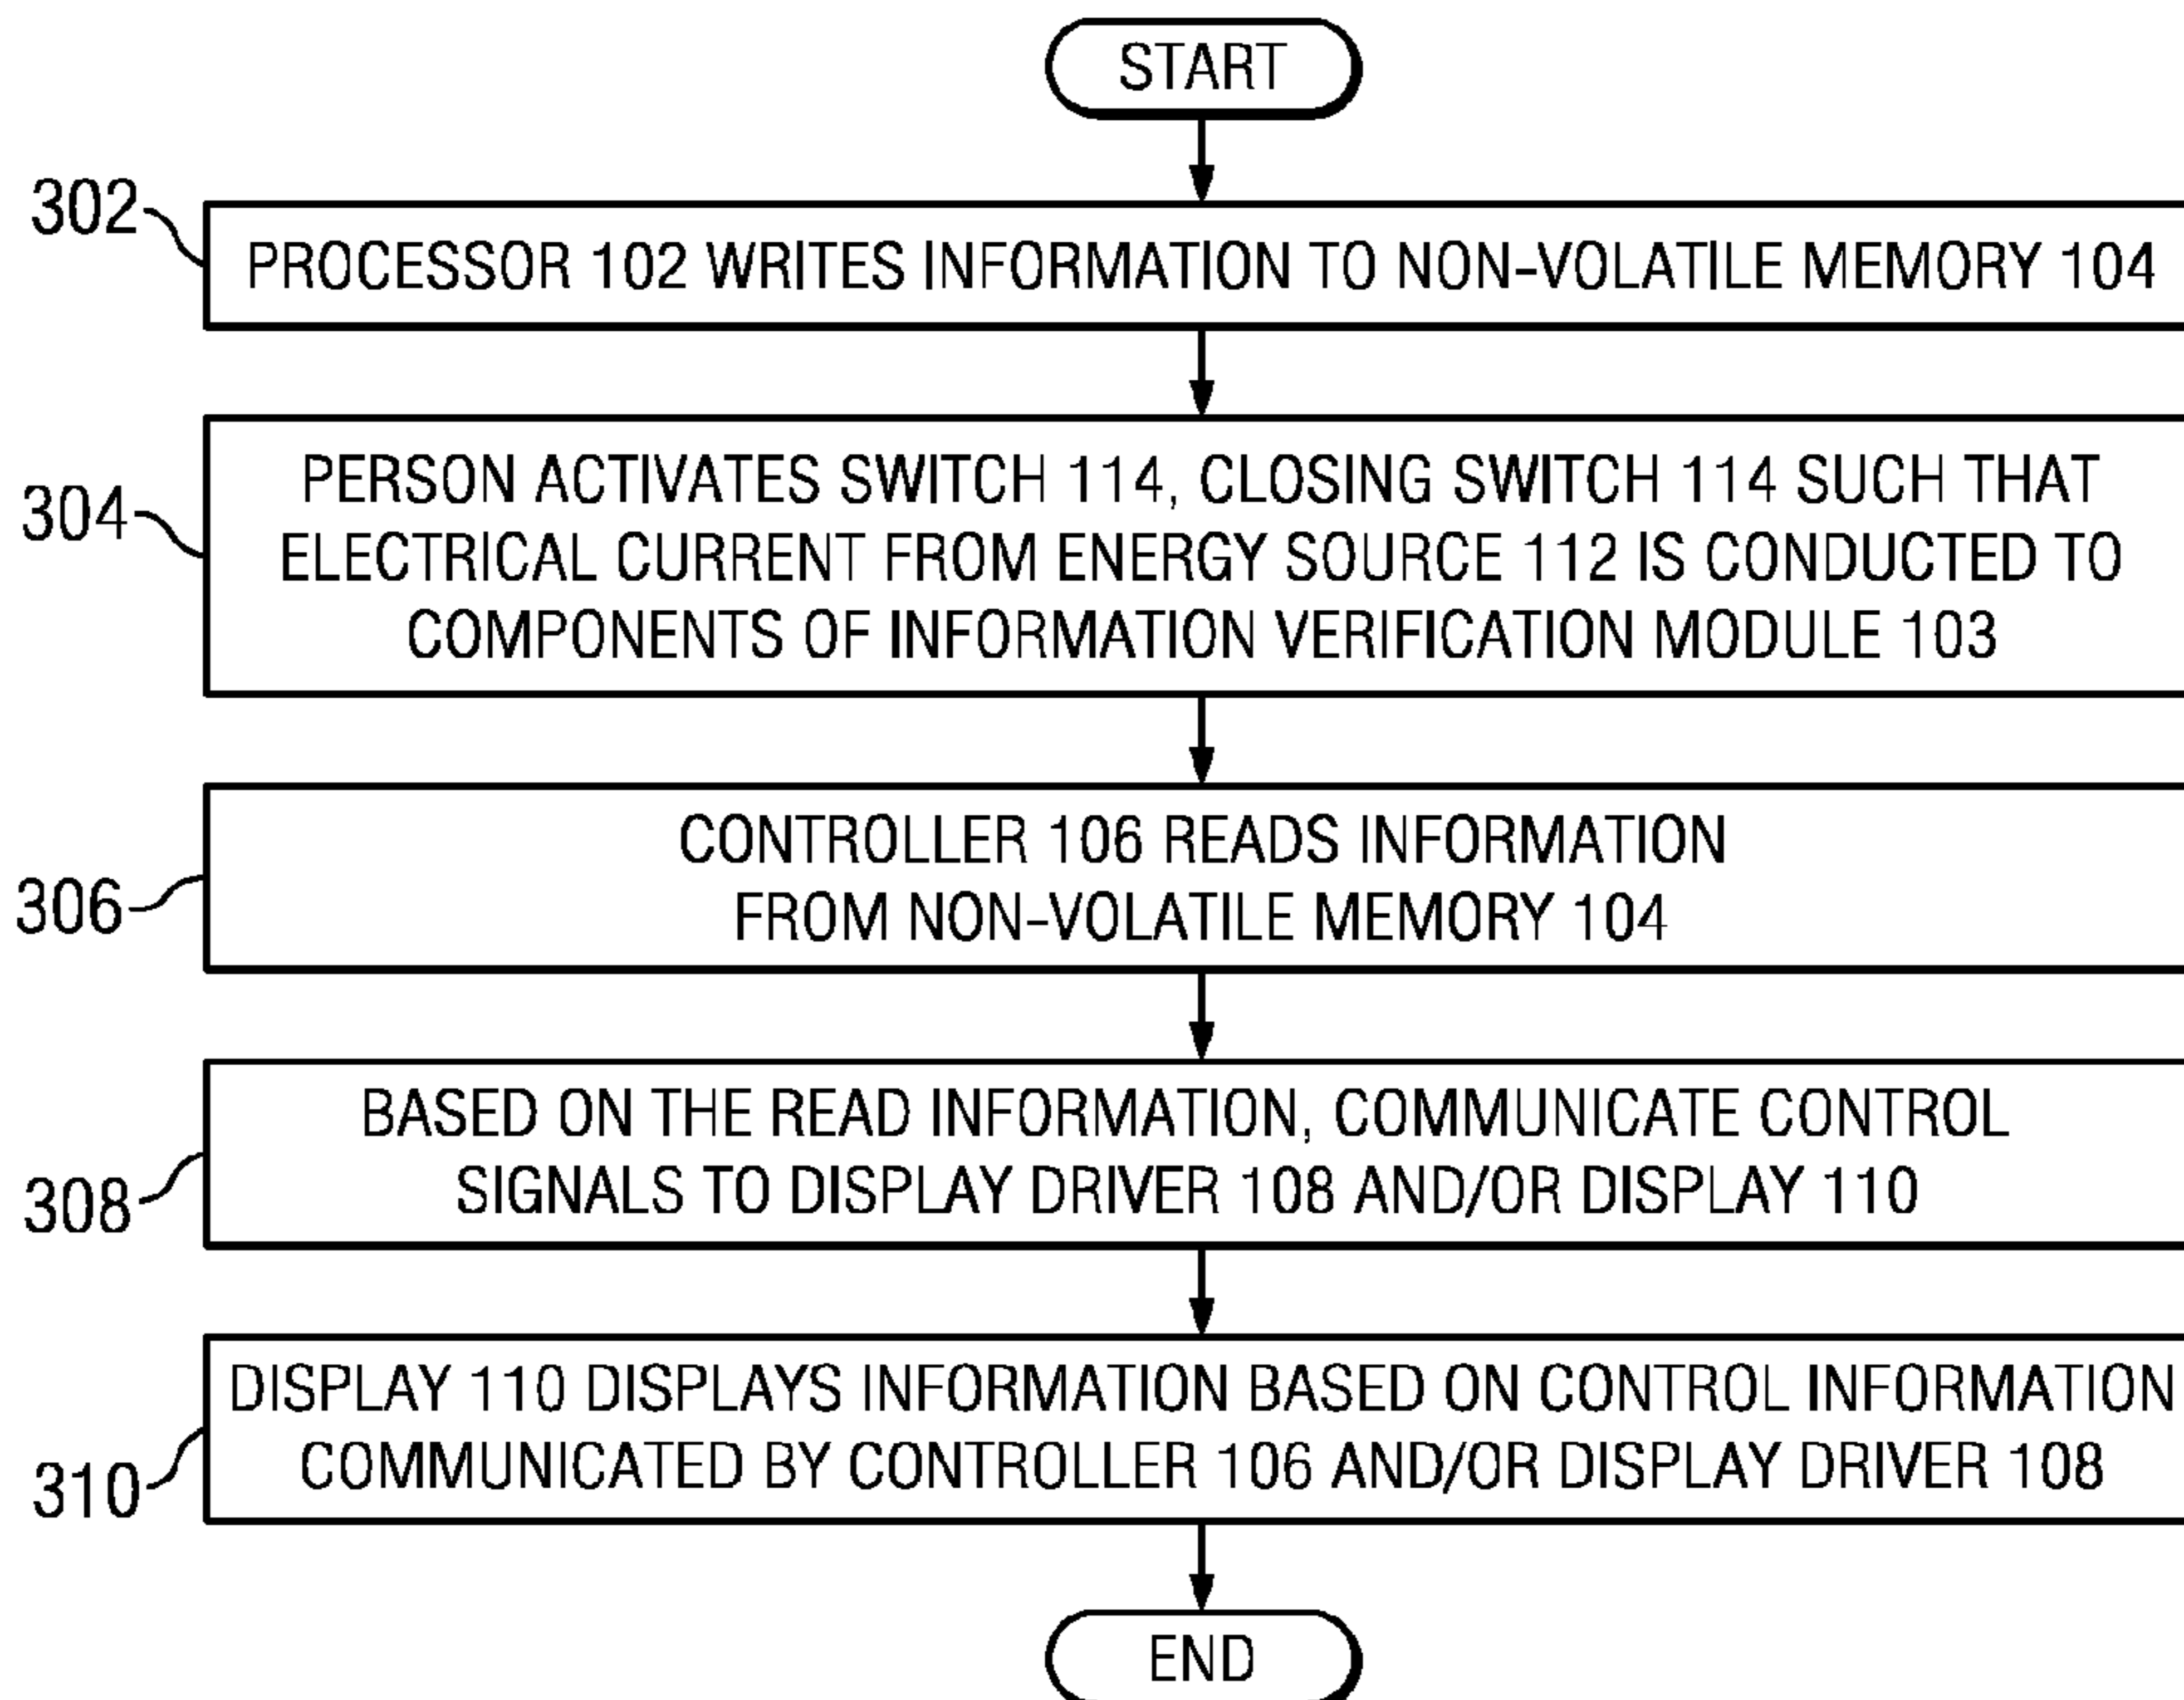 START
302
PROCESSOR 102 WRITES INFORMATION TO NON-VOLATILE MEMORY 104
304
PERSON ACTIVATES SWITCH 114, CLOSING SWITCH 114 SUCH THAT
ELECTRICAL CURRENT FROM ENERGY SOURCE 112 IS CONDUCTED TO
COMPONENTS OF INFORMATION VERIFICATION MODULE 103
306
CONTROLLER 106 READS INFORMATION
FROM NON-VOLATILE MEMORY 104
308
BASED ON THE READ INFORMATION, COMMUNICATE CONTROL
SIGNALS TO DISPLAY DRIVER 108 AND/OR DISPLAY 110
310
DISPLAY 110 DISPLAYS INFORMATION BASED ON CONTROL INFORMATION
COMMUNICATED BY CONTROLLER 106 AND/OR DISPLAY DRIVER 108
END